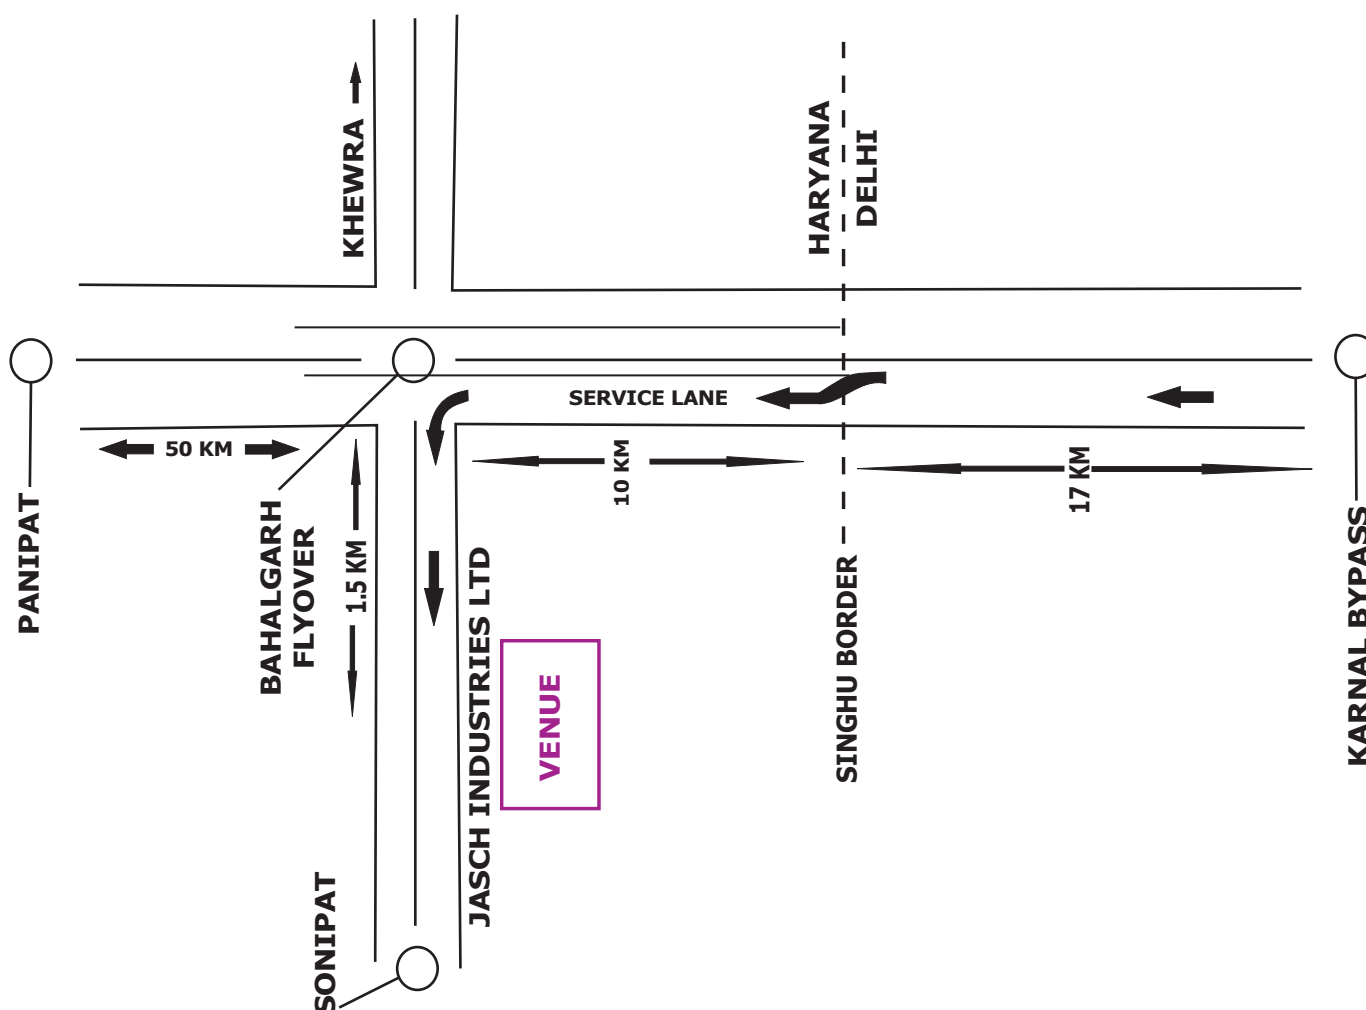 KHEWRA
HARYANA
DELHI
SERVICE LANE
50 KM
10 KM
17 KM
PANIPAT
BAHALGARH
FLYOVER
1.5 KM
JASCH INDUSTRIES LTD
VENUE
SINGHU BORDER
KARNAL BYPASS
SONIPAT